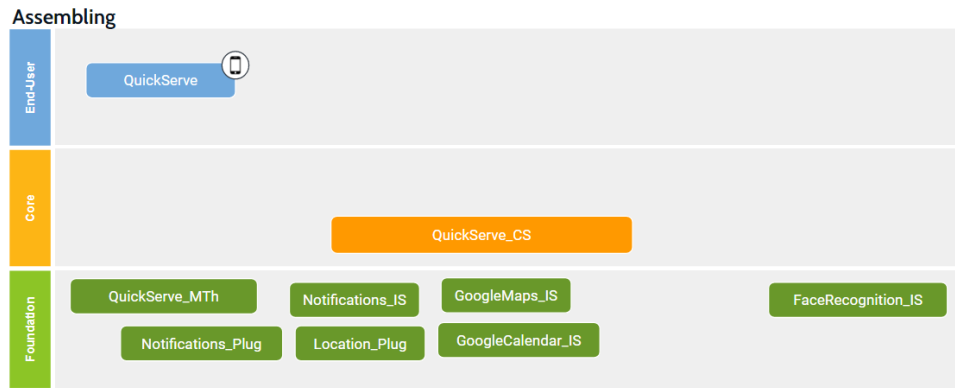 Assembling
End-User
QuickServe
Core
QuickServe_CS
Foundation
QuickServe_MTh
Notifications_IS
GoogleMaps_IS
FaceRecognition_IS
Notifications_Plug
Location_Plug
GoogleCalendar_IS